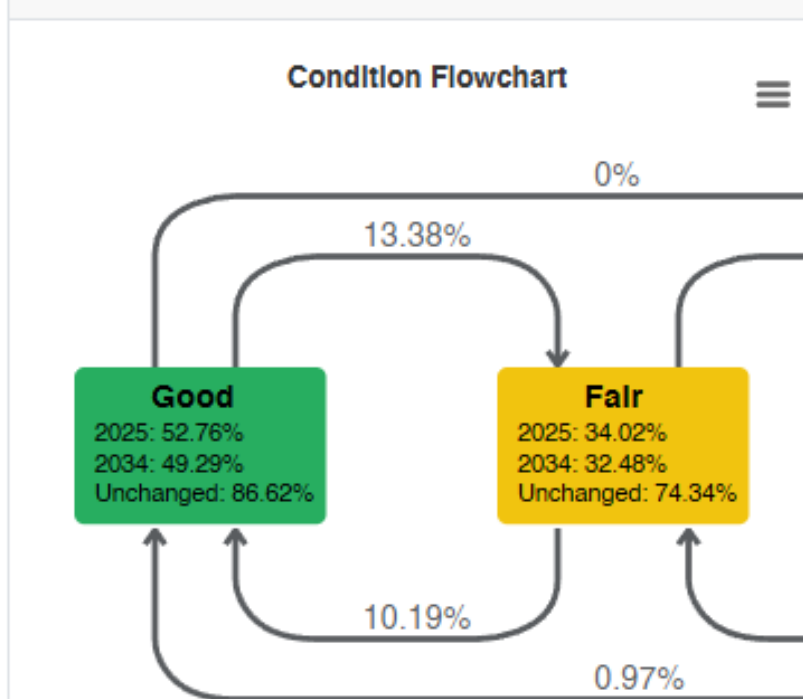 Condition Flowchart
0%
13.38%
Good
2025: 52.76%
2034: 49.29%
Unchanged: 86.62%
Fair
2025: 34.02%
2034: 32.48%
Unchanged: 74.34%
10.19%
0.97%